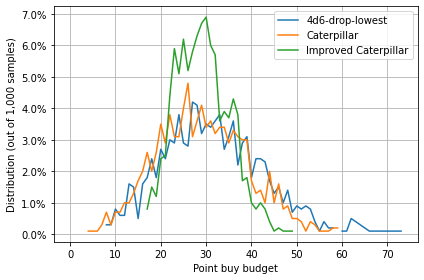 4d6-drop-lowest
Caterpillar
Improved Caterpillar
7.0%
6.0%
5.0%
4.0%
3.0%
2.0%
1.0%
0.0%
Distribution (out of 1,000 samples)
0 10 20 30 40 50 60 70
Point buy budget